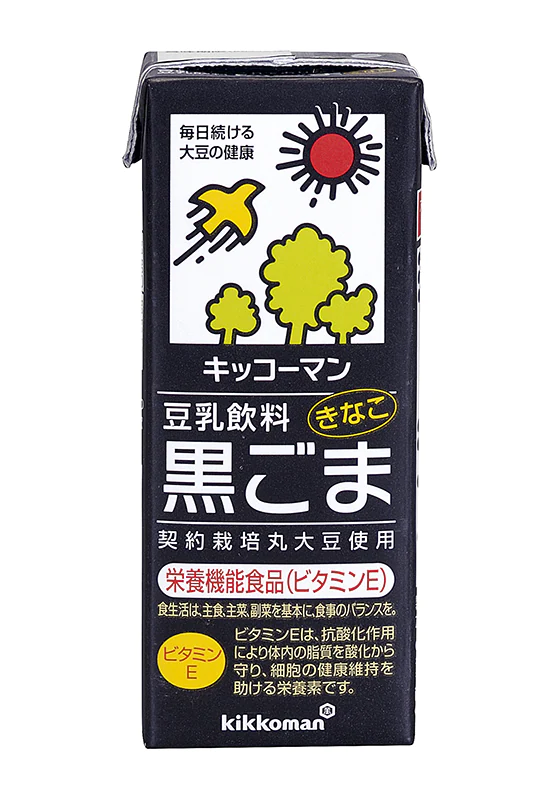 毎日続ける
大豆の健康
キッコーマン
豆乳飲料 きなこ
黒ごま
契約栽培丸大豆使用
栄養機能食品(ビタミンE)
食生活は、主食、主菜、副菜を基本に、食事のバランスを。
ビタミン
E
ビタミンEは、抗酸化作用
により体内の脂質を酸化から
守り、細胞の健康維持を
助ける栄養素です。
kikkoman